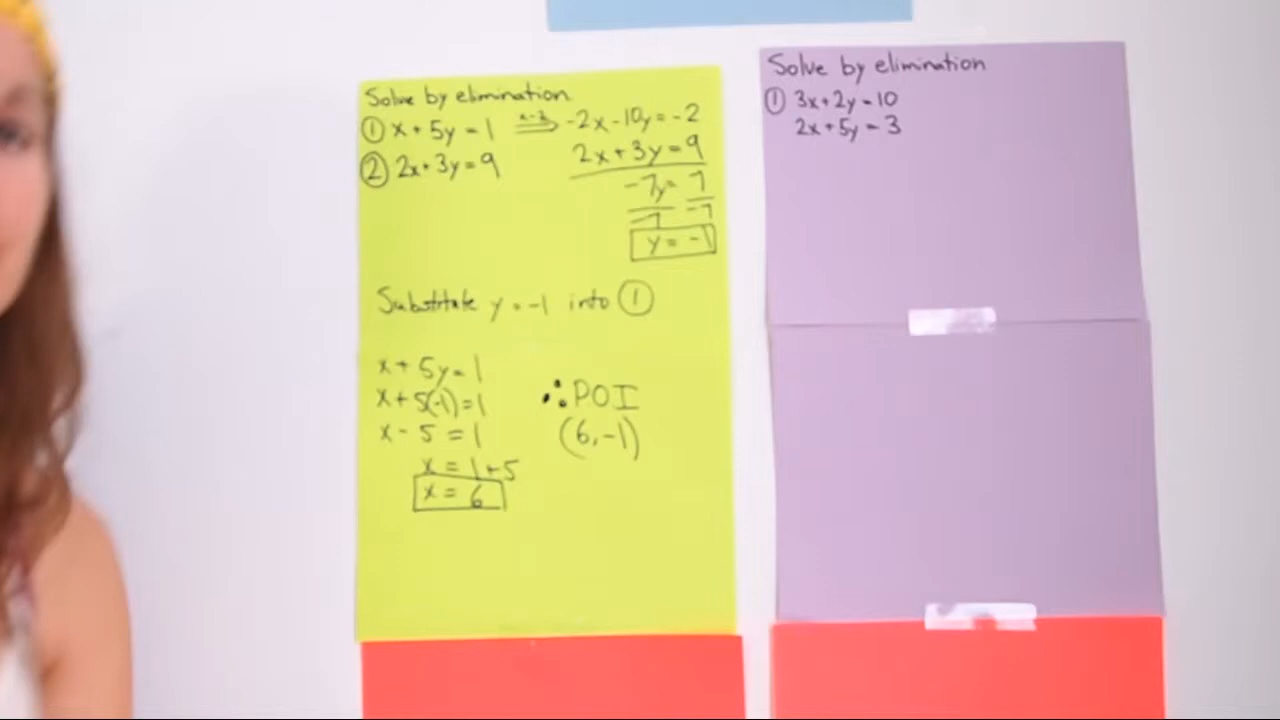 Solve by elimination
① x + 5y = 1 ⇒ -2x - 10y = -2
② 2x + 3y = 9 2x + 3y = 9
-7y = 7
-7 -7
y = -1
Substitute y = -1 into ①
x + 5y = 1
x + 5(-1) = 1
x - 5 = 1
x = 1 + 5
x = 6
∴ POI
(6, -1)
Solve by elimination
① 3x + 2y = 10
2x + 5y = 3